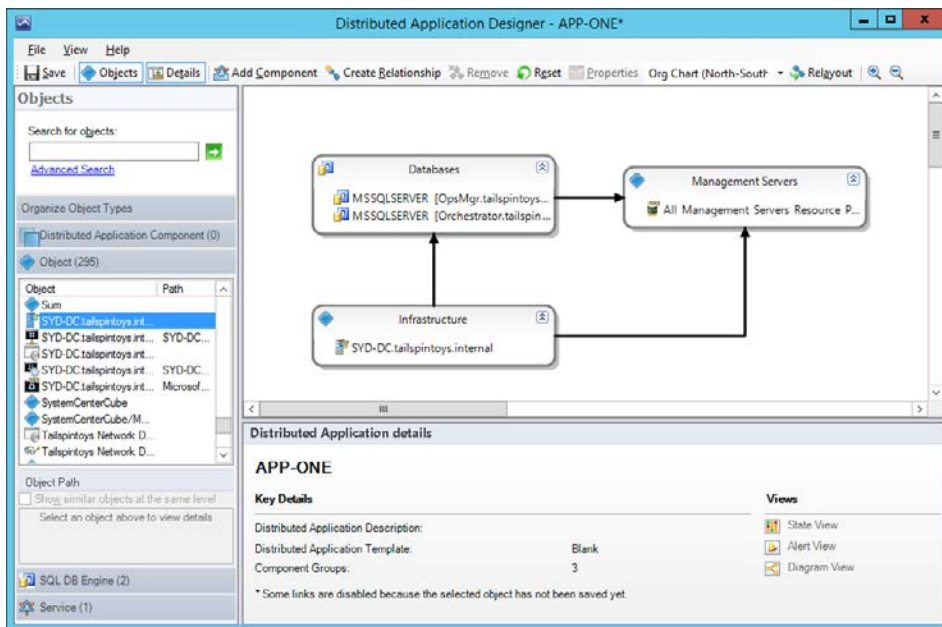 Distributed Application Designer - APP-ONE*
File View Help
Save Objects Details Add Component Create Relationship Remove Reset Properties Org Chart (North-South Relayout
Objects
Search for objects:
Advanced Search
Organize Object Types
Distributed Application Component (0)
Object (295)
Object Path
Sum
SYD-DC.tailspintoys.int...
SYD-DC.tailspintoys.int... SYD-DC...
SYD-DC.tailspintoys.int...
SYD-DC.tailspintoys.int... SYD-DC...
SYD-DC.tailspintoys.int... Microsof...
SystemCenterCube
SystemCenterCube/M...
Tailspintoys Network D...
Tailspintoys Network D...
Object Path
Show similar objects at the same level
Select an object above to view details
SQL DB Engine (2)
Service (1)
Databases
MSSQLSERVER [OpsMgr.tailspintoys...
MSSQLSERVER [Orchestrator.tailspin...
Management Servers
All Management Servers Resource P...
Infrastructure
SYD-DC.tailspintoys.internal
Distributed Application details
APP-ONE
Key Details Views
Distributed Application Description: State View
Distributed Application Template: Blank Alert View
Component Groups: 3 Diagram View
* Some links are disabled because the selected object has not been saved yet.